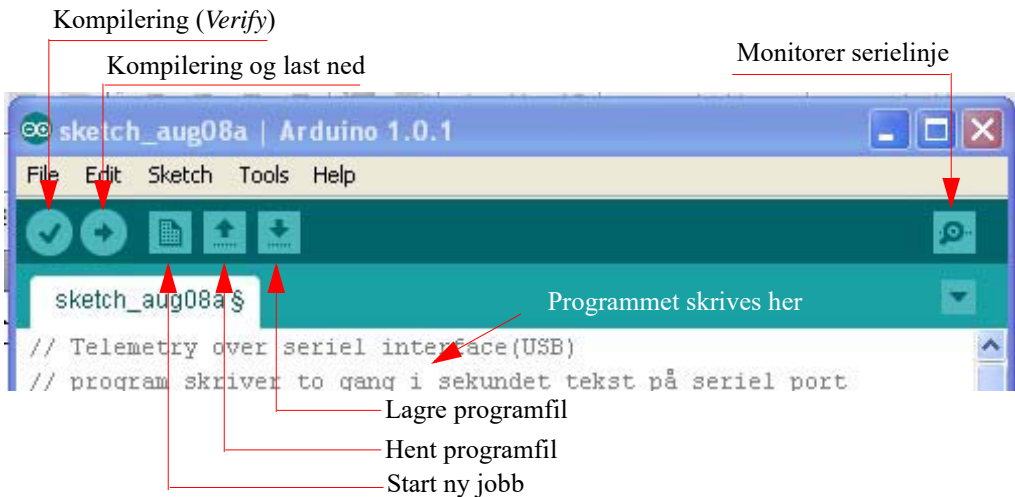 Kompilering (Verify)
Kompilering og last ned
Monitorer serielinje
sketch_aug08a | Arduino 1.0.1
File Edit Sketch Tools Help
sketch_aug08a §
Programmet skrives her
// Telemetry over seriel interface(USB)
// program skriver to gang i sekundet tekst på seriel port
Lagre programfil
Hent programfil
Start ny jobb